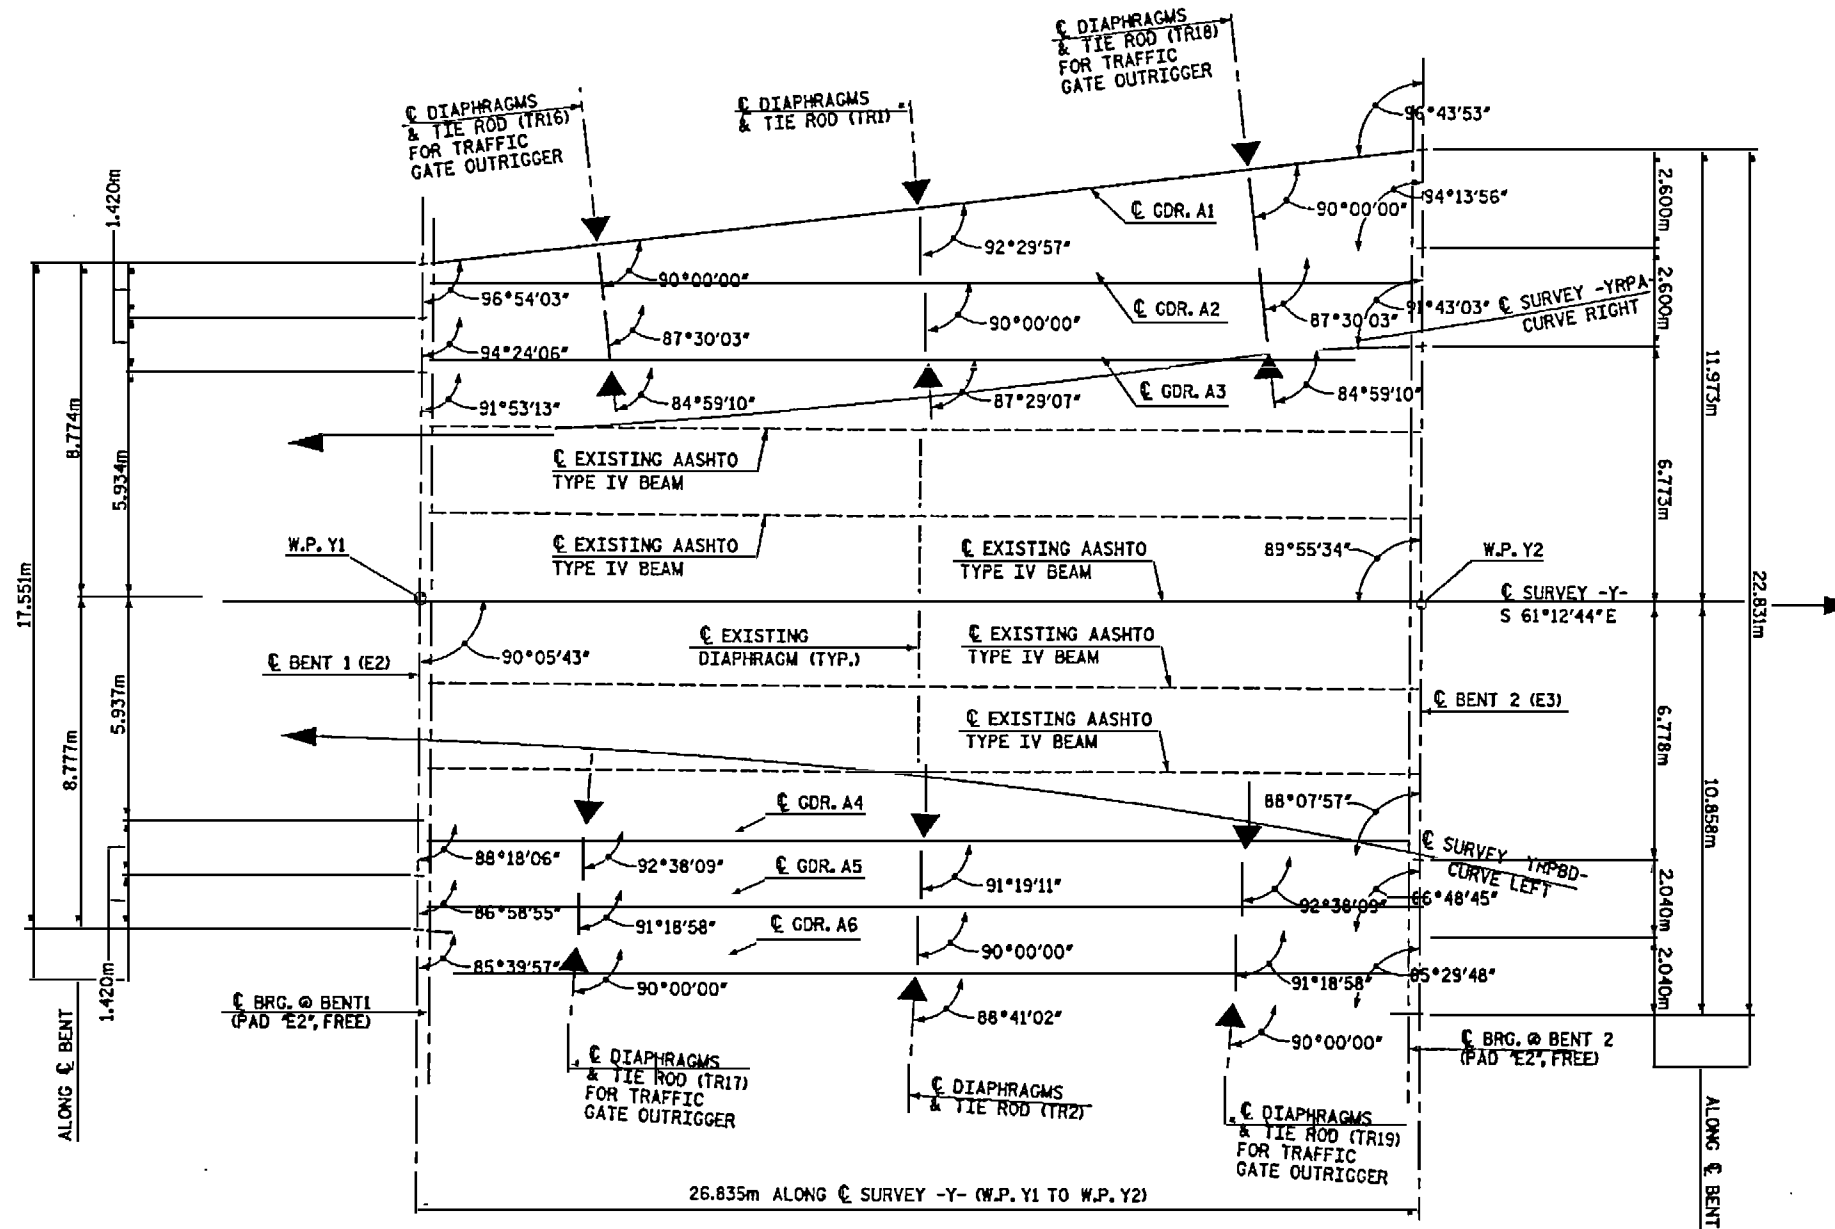 ℄ DIAPHRAGMS
& TIE ROD (TR18)
FOR TRAFFIC
GATE OUTRIGGER
℄ DIAPHRAGMS
& TIE ROD (TR16)
FOR TRAFFIC
GATE OUTRIGGER
℄ DIAPHRAGMS
& TIE ROD (TR1)
96°43'53"
1.420m
2.600m
94°13'56"
90°00'00"
℄ GDR. A1
92°29'57"
90°00'00"
96°54'03"
2.600m
91°43'03"
℄ SURVEY -YRPA-
CURVE RIGHT
℄ GDR. A2
87°30'03"
90°00'00"
87°30'03"
94°24'06"
11.973m
℄ GDR. A3
84°59'10"
87°29'07"
84°59'10"
91°53'13"
8.774m
5.934m
6.773m
℄ EXISTING AASHTO
TYPE IV BEAM
℄ EXISTING AASHTO
TYPE IV BEAM
℄ EXISTING AASHTO
TYPE IV BEAM
89°55'34"
W.P. Y1
W.P. Y2
17.551m
22.831m
℄ SURVEY -Y-
S 61°12'44"E
℄ EXISTING
DIAPHRAGM (TYP.)
℄ EXISTING AASHTO
TYPE IV BEAM
90°05'43"
℄ BENT 1 (E2)
℄ BENT 2 (E3)
5.937m
8.777m
6.778m
10.858m
℄ EXISTING AASHTO
TYPE IV BEAM
℄ GDR. A4
88°07'57"
℄ SURVEY -YRPBD-
CURVE LEFT
88°18'06"
92°38'09"
℄ GDR. A5
91°19'11"
92°38'09"
86°48'45"
2.040m
86°58'55"
91°18'58"
℄ GDR. A6
90°00'00"
91°18'58"
85°29'48"
2.040m
85°39'57"
90°00'00"
1.420m
88°41'02"
90°00'00"
℄ BRG. @ BENT1
(PAD "E2", FREE)
℄ BRG. @ BENT 2
(PAD "E2", FREE)
ALONG ℄ BENT
℄ DIAPHRAGMS
& TIE ROD (TR17)
FOR TRAFFIC
GATE OUTRIGGER
℄ DIAPHRAGMS
& TIE ROD (TR2)
℄ DIAPHRAGMS
& TIE ROD (TR19)
FOR TRAFFIC
GATE OUTRIGGER
ALONG ℄ BENT
26.835m ALONG ℄ SURVEY -Y- (W.P. Y1 TO W.P. Y2)